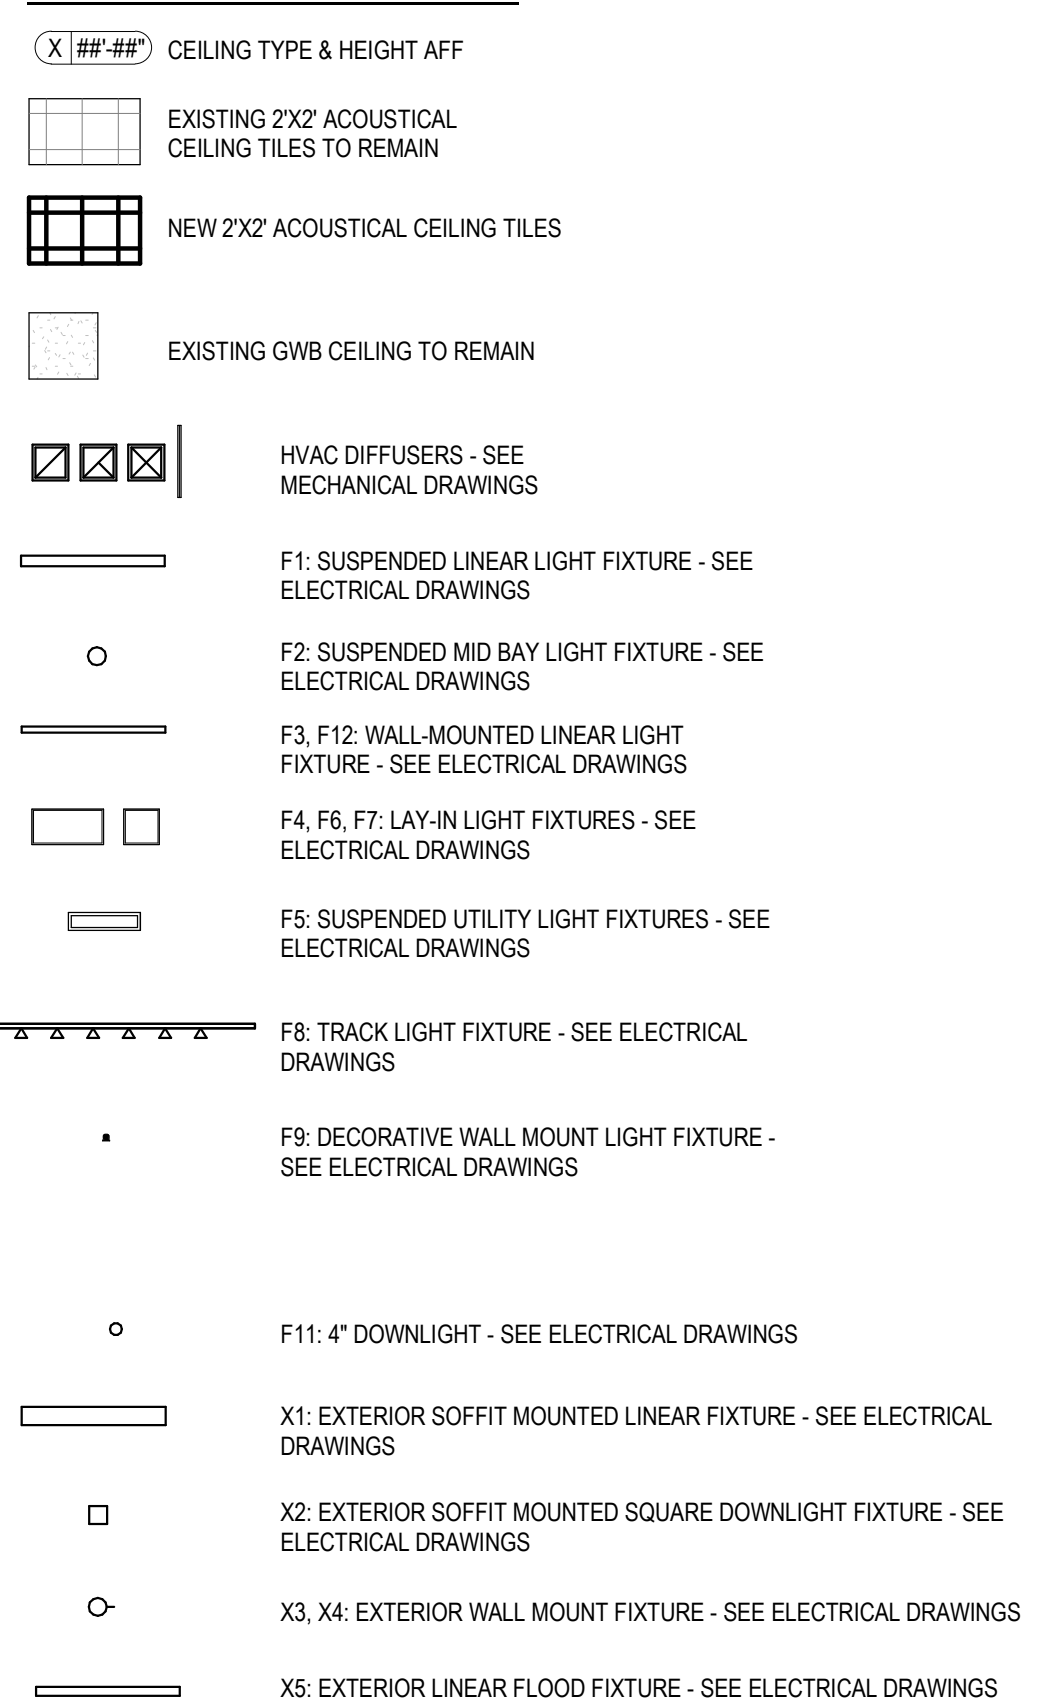 X ##'-##" CEILING TYPE & HEIGHT AFF
EXISTING 2'X2' ACOUSTICAL
CEILING TILES TO REMAIN
NEW 2'X2' ACOUSTICAL CEILING TILES
EXISTING GWB CEILING TO REMAIN
HVAC DIFFUSERS - SEE
MECHANICAL DRAWINGS
F1: SUSPENDED LINEAR LIGHT FIXTURE - SEE
ELECTRICAL DRAWINGS
F2: SUSPENDED MID BAY LIGHT FIXTURE - SEE
ELECTRICAL DRAWINGS
F3, F12: WALL-MOUNTED LINEAR LIGHT
FIXTURE - SEE ELECTRICAL DRAWINGS
F4, F6, F7: LAY-IN LIGHT FIXTURES - SEE
ELECTRICAL DRAWINGS
F5: SUSPENDED UTILITY LIGHT FIXTURES - SEE
ELECTRICAL DRAWINGS
F8: TRACK LIGHT FIXTURE - SEE ELECTRICAL
DRAWINGS
F9: DECORATIVE WALL MOUNT LIGHT FIXTURE -
SEE ELECTRICAL DRAWINGS
F11: 4" DOWNLIGHT - SEE ELECTRICAL DRAWINGS
X1: EXTERIOR SOFFIT MOUNTED LINEAR FIXTURE - SEE ELECTRICAL
DRAWINGS
X2: EXTERIOR SOFFIT MOUNTED SQUARE DOWNLIGHT FIXTURE - SEE
ELECTRICAL DRAWINGS
X3, X4: EXTERIOR WALL MOUNT FIXTURE - SEE ELECTRICAL DRAWINGS
X5: EXTERIOR LINEAR FLOOD FIXTURE - SEE ELECTRICAL DRAWINGS